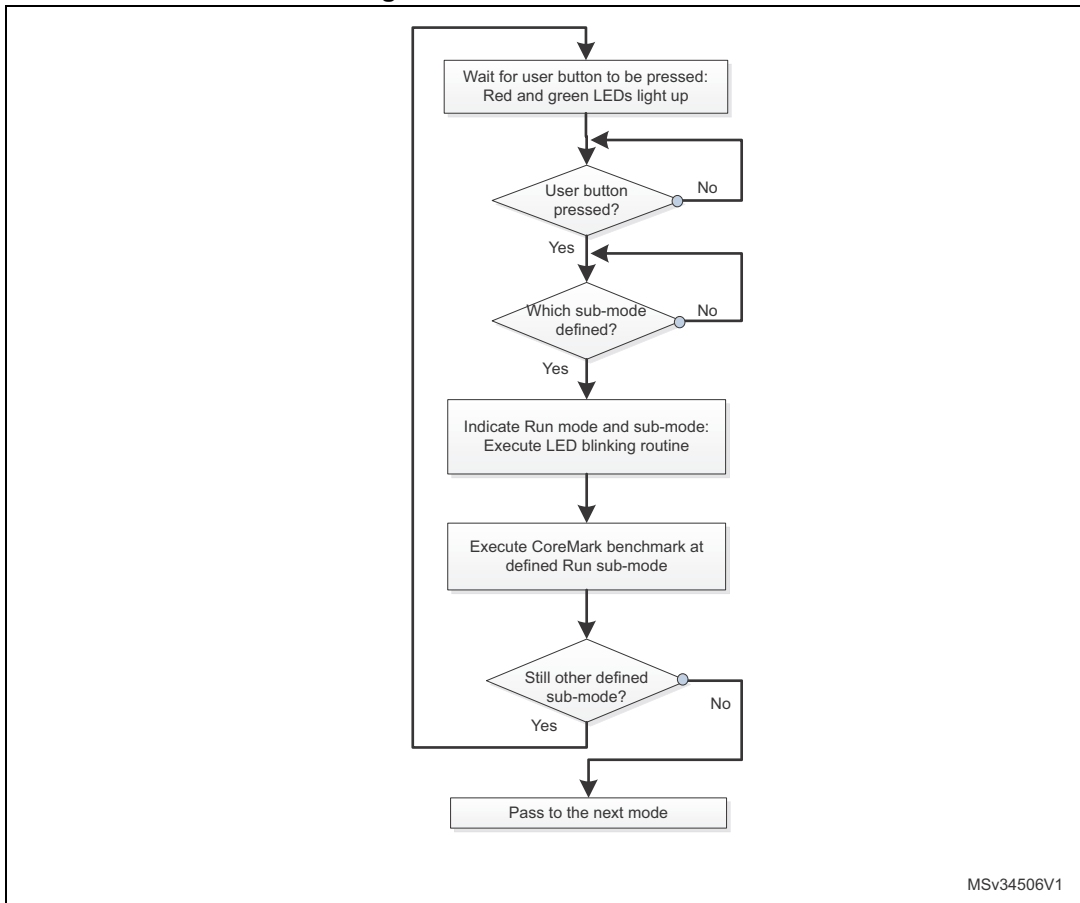 Wait for user button to be pressed:
Red and green LEDs light up
User button
pressed?
No
Yes
Which sub-mode
defined?
No
Yes
Indicate Run mode and sub-mode:
Execute LED blinking routine
Execute CoreMark benchmark at
defined Run sub-mode
Still other defined
sub-mode?
No
Yes
Pass to the next mode
MSv34506V1